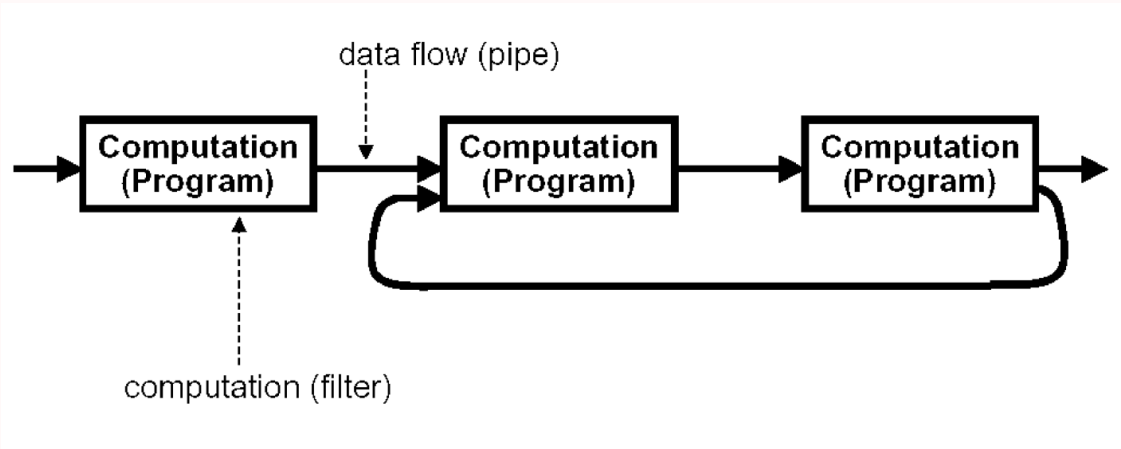 data flow (pipe)
Computation
(Program)
Computation
(Program)
Computation
(Program)
computation (filter)